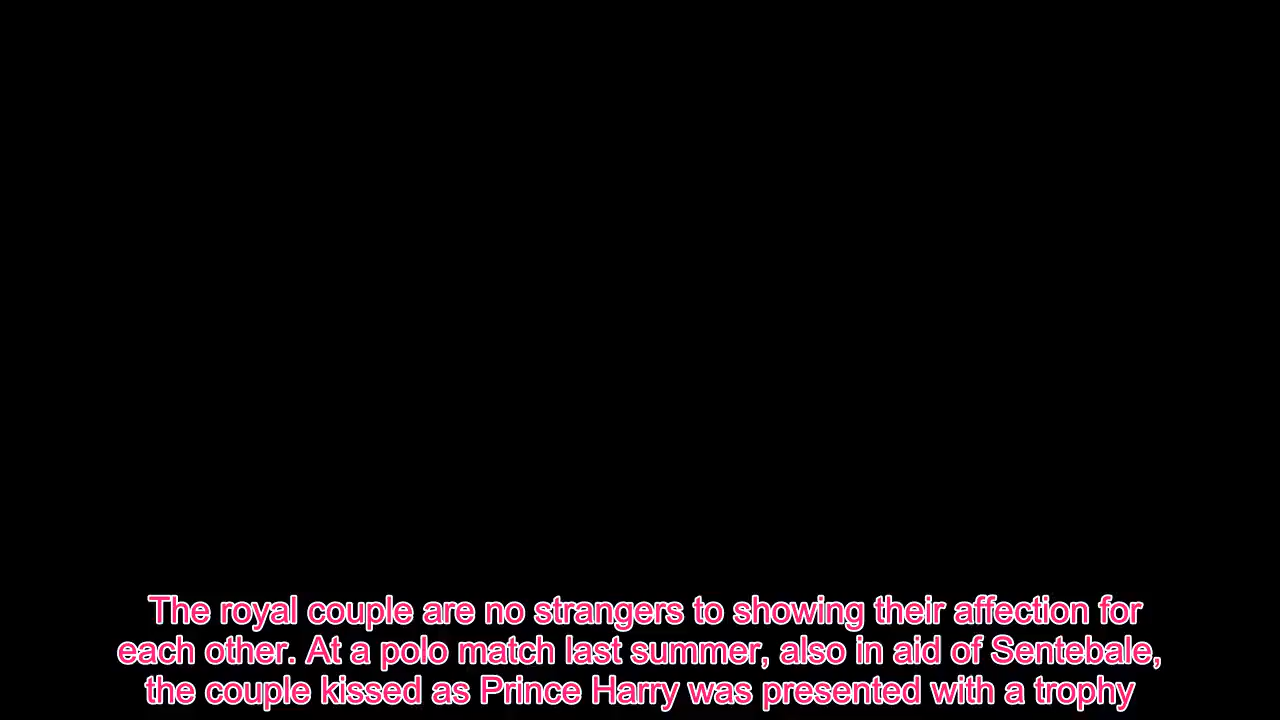 The royal couple are no strangers to showing their affection for
each other. At a polo match last summer, also in aid of Sentebale,
the couple kissed as Prince Harry was presented with a trophy